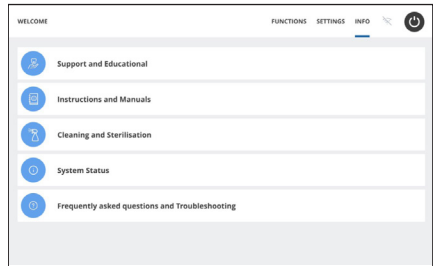 WELCOME
FUNCTIONS SETTINGS INFO
Support and Educational
Instructions and Manuals
Cleaning and Sterilisation
System Status
Frequently asked questions and Troubleshooting